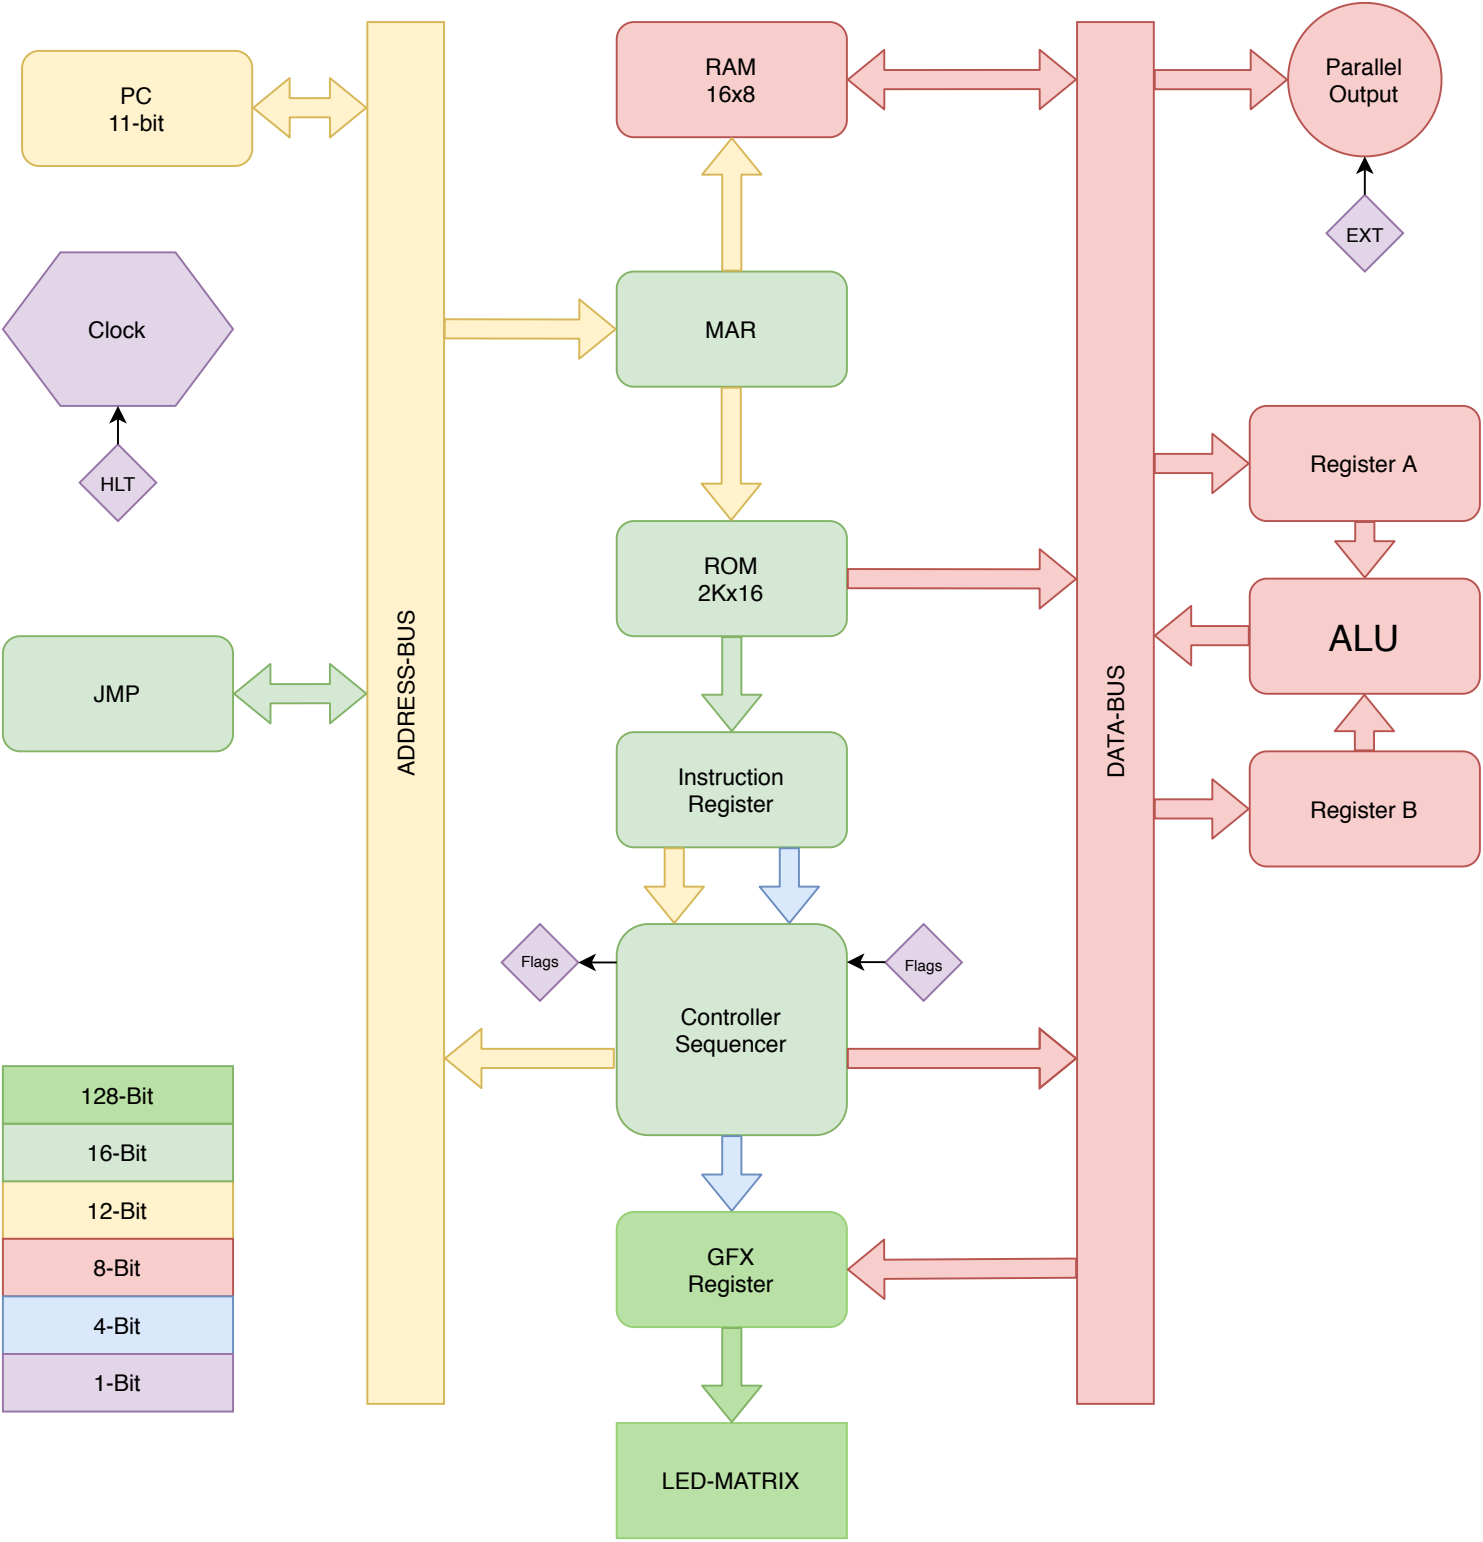 PC
11-bit
RAM
16x8
Parallel
Output
EXT
Clock
HLT
MAR
Register A
ROM
2Kx16
ALU
JMP
ADDRESS-BUS
DATA-BUS
Instruction
Register
Register B
Flags
Flags
Controller
Sequencer
128-Bit
16-Bit
12-Bit
8-Bit
4-Bit
1-Bit
GFX
Register
LED-MATRIX